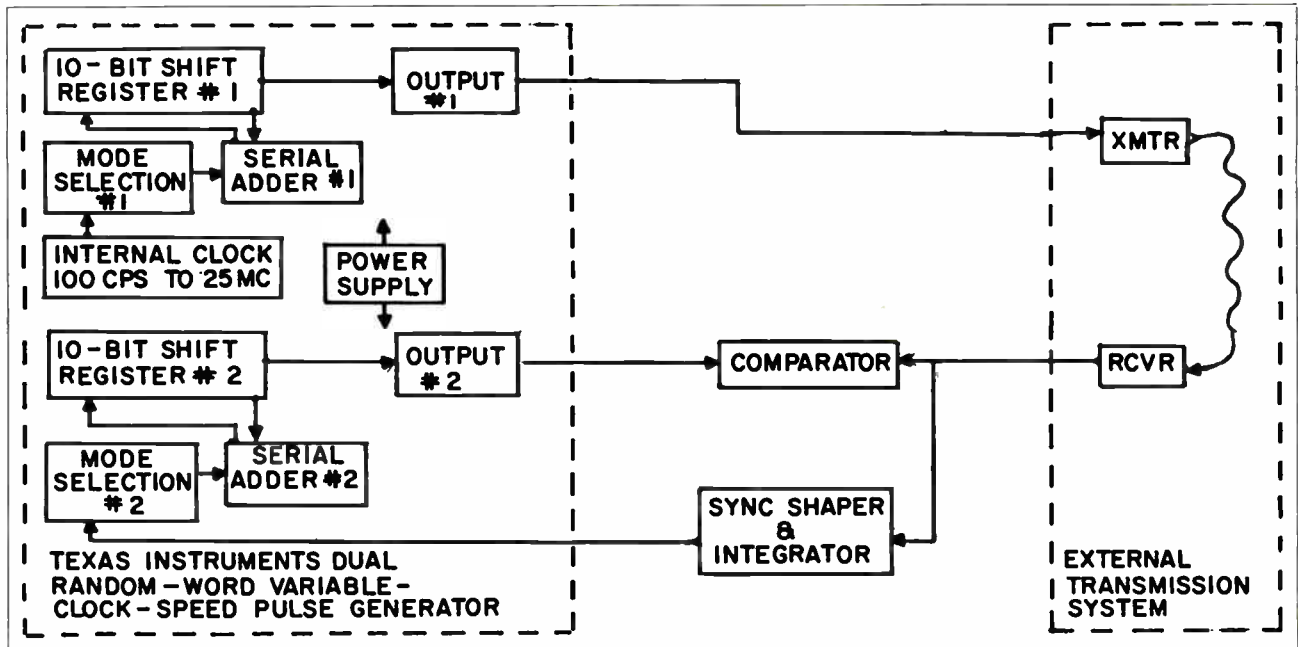 10-BIT SHIFT
REGISTER #1
OUTPUT
#1
XMTR
MODE
SELECTION
#1
SERIAL
ADDER #1
INTERNAL CLOCK
100 CPS TO 25 MC
POWER
SUPPLY
10-BIT SHIFT
REGISTER #2
OUTPUT
#2
COMPARATOR
RCVR
MODE
SELECTION
#2
SERIAL
ADDER #2
SYNC SHAPER
&
INTEGRATOR
TEXAS INSTRUMENTS DUAL
RANDOM-WORD VARIABLE-
CLOCK-SPEED PULSE GENERATOR
EXTERNAL
TRANSMISSION
SYSTEM